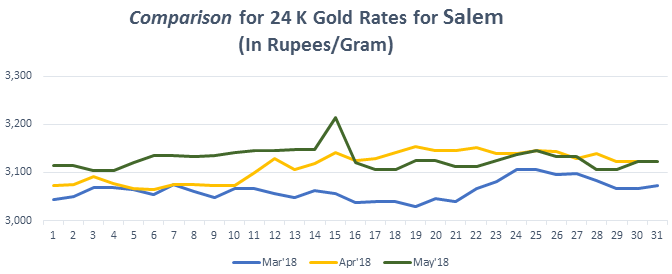 Comparison for 24 K Gold Rates for Salem
(In Rupees/Gram)
3,300
3,200
3,100
3,000
1 2 3 4 5 6 7 8 9 10 11 12 13 14 15 16 17 18 19 20 21 22 23 24 25 26 27 28 29 30 31
Mar'18 Apr'18 May'18